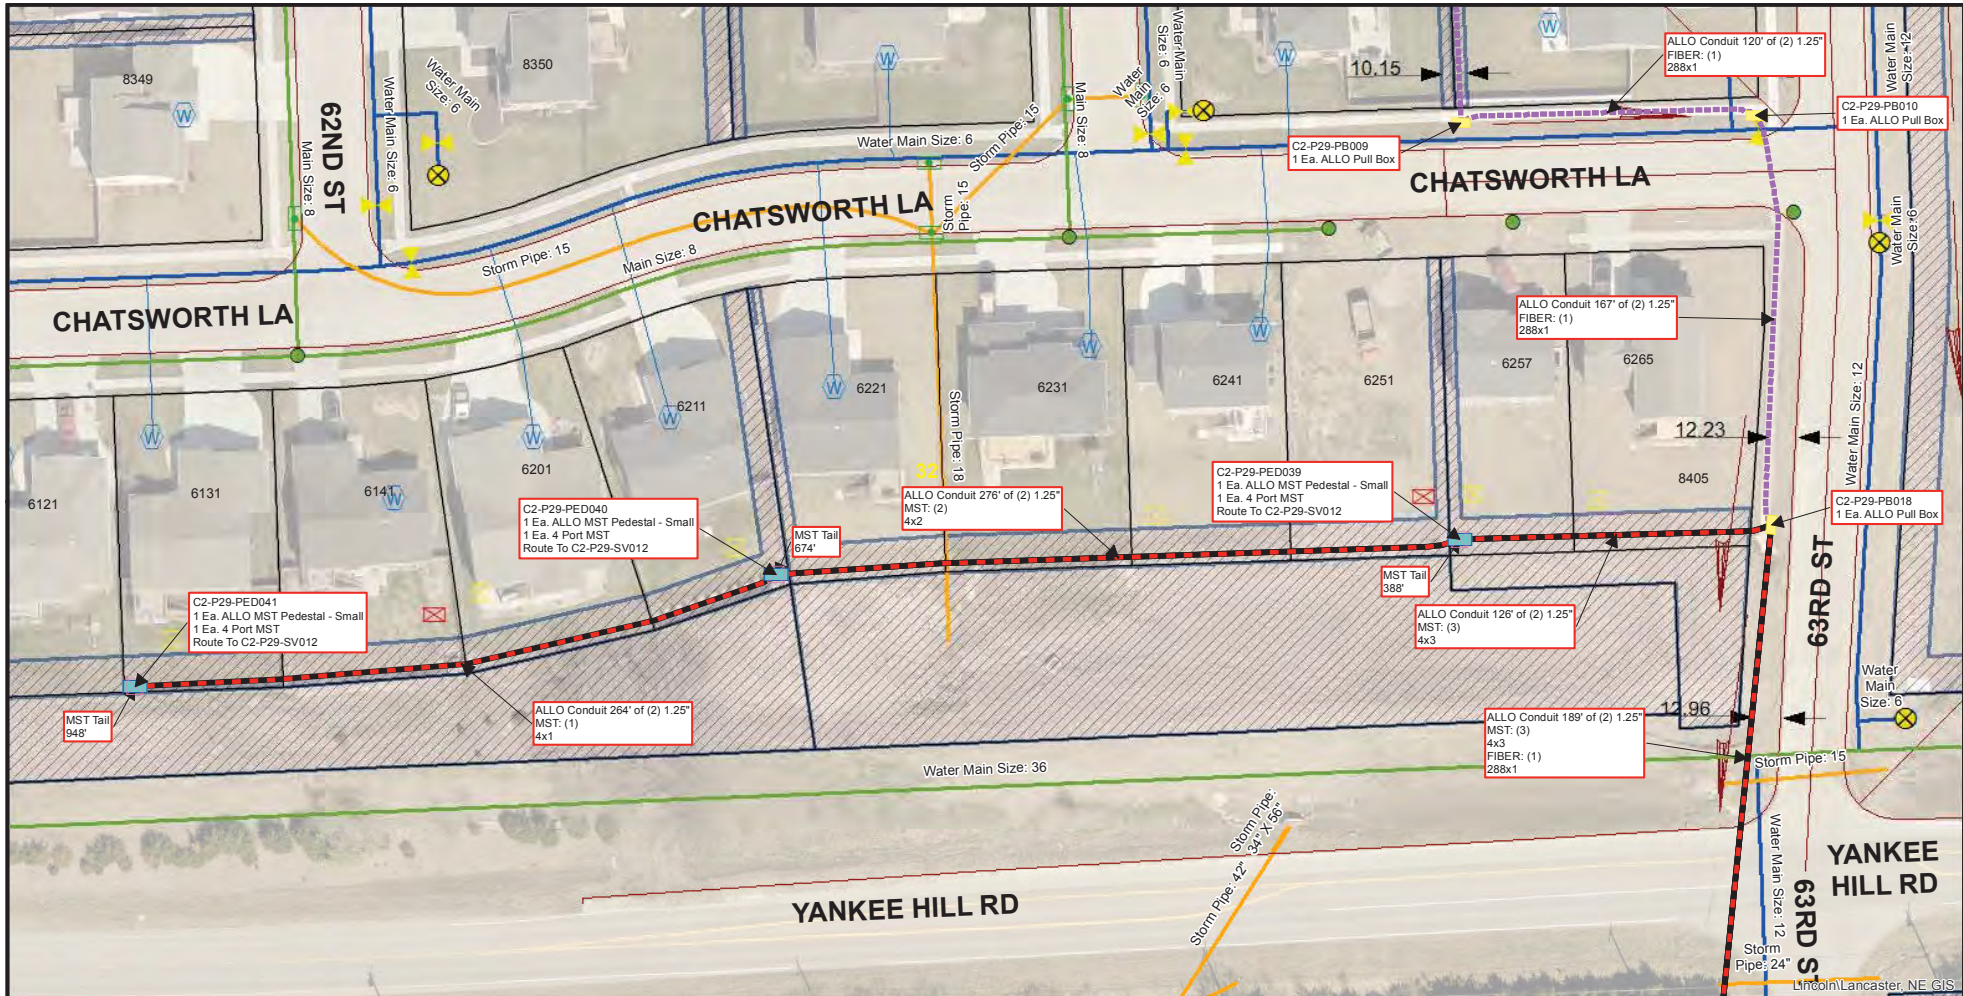 8349
62ND ST
Main Size: 8
Water Main Size: 6
Water Main
Size: 6
8350
Water Main Size: 6
Storm Pipe: 15
Main Size: 8
Water
Main
Size: 6
Water Main
Size: 6
10.15
ALLO Conduit 120' of (2) 1.25"
FIBER: (1)
288x1
C2-P29-PB010
1 Ea. ALLO Pull Box
C2-P29-PB009
1 Ea. ALLO Pull Box
Water Main
Size: 12
CHATSWORTH LA
CHATSWORTH LA
CHATSWORTH LA
Storm
Pipe: 15
Storm Pipe: 15
Main Size: 8
Water Main
Size: 6
ALLO Conduit 167' of (2) 1.25"
FIBER: (1)
288x1
6121
6131
6141
6201
6211
6221
6231
6241
6251
6257
6265
8405
32
Storm Pipe: 18
12.23
Water Main Size: 12
C2-P29-PED040
1 Ea. ALLO MST Pedestal - Small
1 Ea. 4 Port MST
Route To C2-P29-SV012
MST Tail
674'
ALLO Conduit 276' of (2) 1.25"
MST: (2)
4x2
C2-P29-PED039
1 Ea. ALLO MST Pedestal - Small
1 Ea. 4 Port MST
Route To C2-P29-SV012
C2-P29-PB018
1 Ea. ALLO Pull Box
MST Tail
388'
ALLO Conduit 126' of (2) 1.25"
MST: (3)
4x3
63RD ST
C2-P29-PED041
1 Ea. ALLO MST Pedestal - Small
1 Ea. 4 Port MST
Route To C2-P29-SV012
MST Tail
948'
ALLO Conduit 264' of (2) 1.25"
MST: (1)
4x1
12.96
ALLO Conduit 189' of (2) 1.25"
MST: (3)
4x3
FIBER: (1)
288x1
Water
Main
Size: 6
Water Main Size: 36
Storm Pipe: 15
Storm Pipe:
34" X 56"
Storm Pipe: 42"
Water Main Size: 12
YANKEE HILL RD
YANKEE
HILL RD
63RD ST
Storm
Pipe: 24"
Lincoln\Lancaster, NE GIS
W
W
W
W
W
W
W
W
W
W
W
W